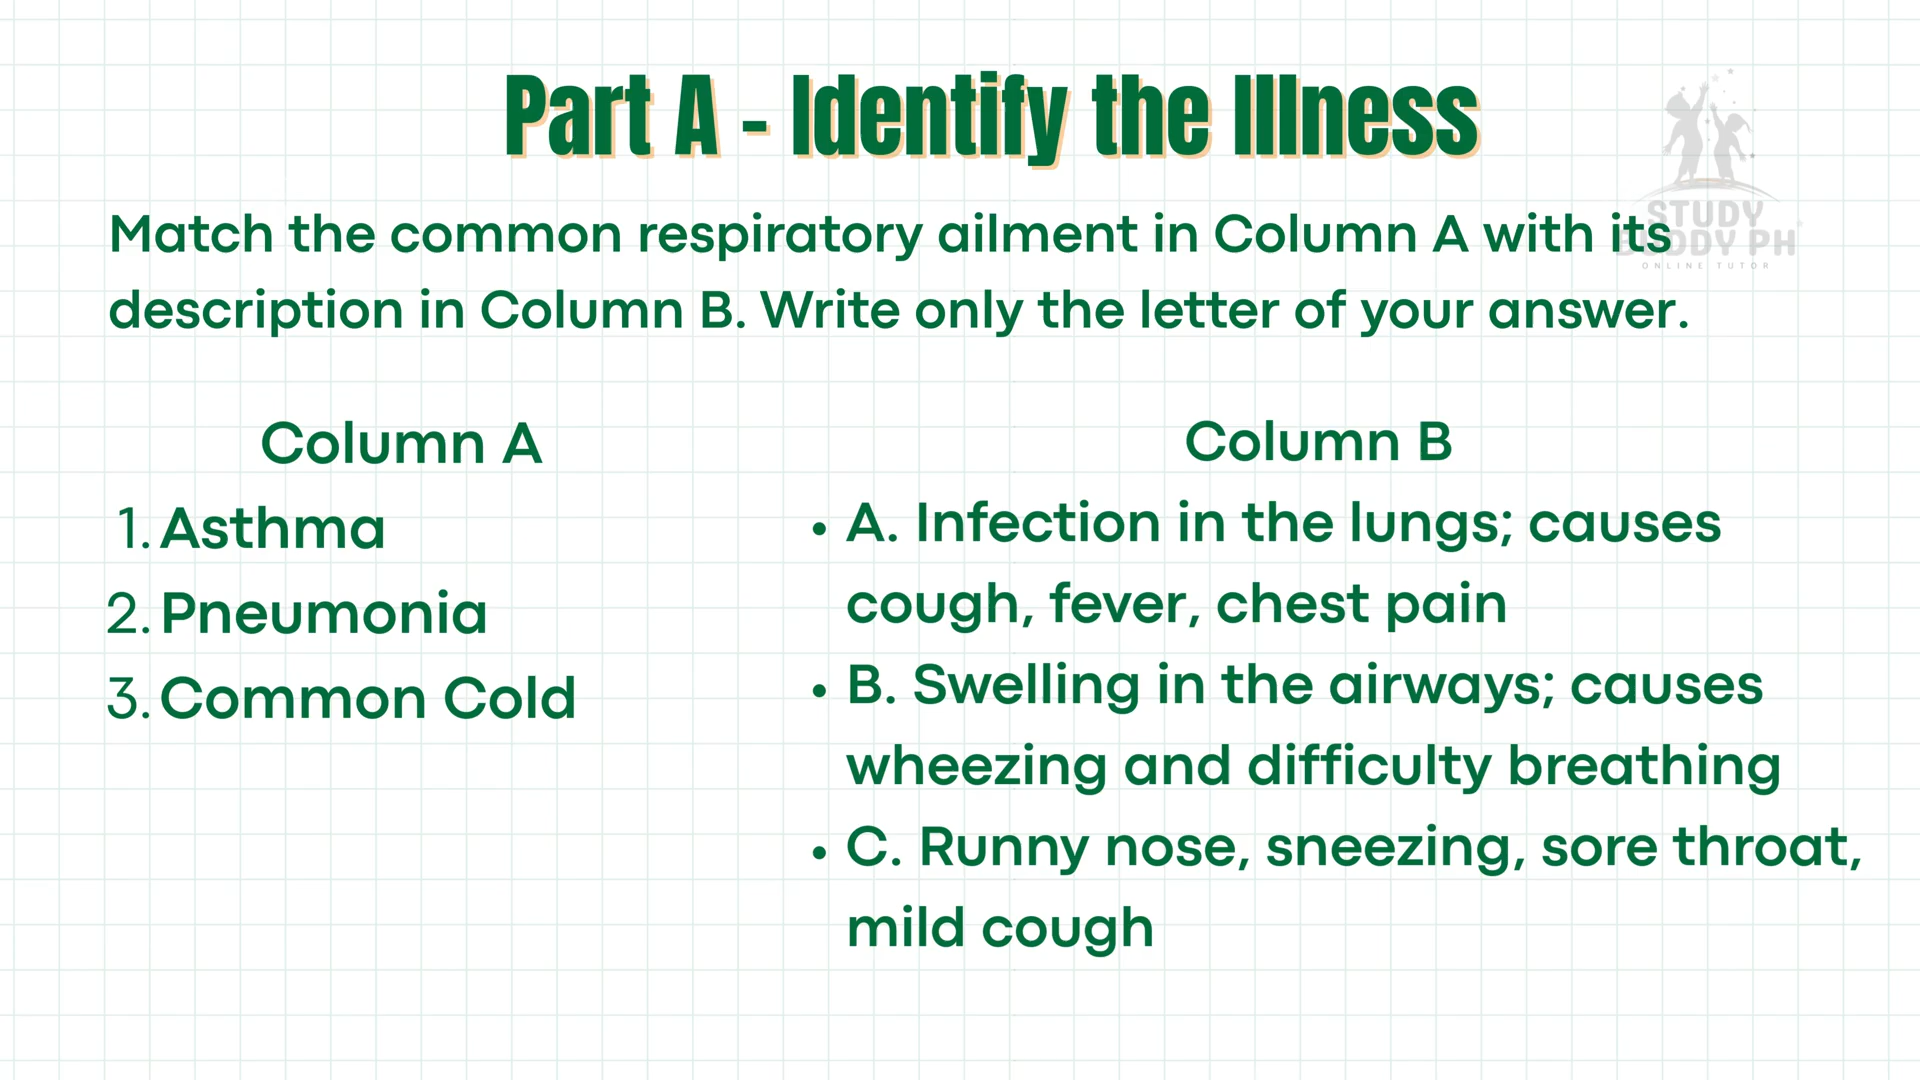 Part A - Identify the Illness
Match the common respiratory ailment in Column A with its
description in Column B. Write only the letter of your answer.
STUDY
BUDDY PH
ONLINE TUTOR
Column A
1. Asthma
2. Pneumonia
3. Common Cold
Column B
• A. Infection in the lungs; causes
cough, fever, chest pain
• B. Swelling in the airways; causes
wheezing and difficulty breathing
• C. Runny nose, sneezing, sore throat,
mild cough